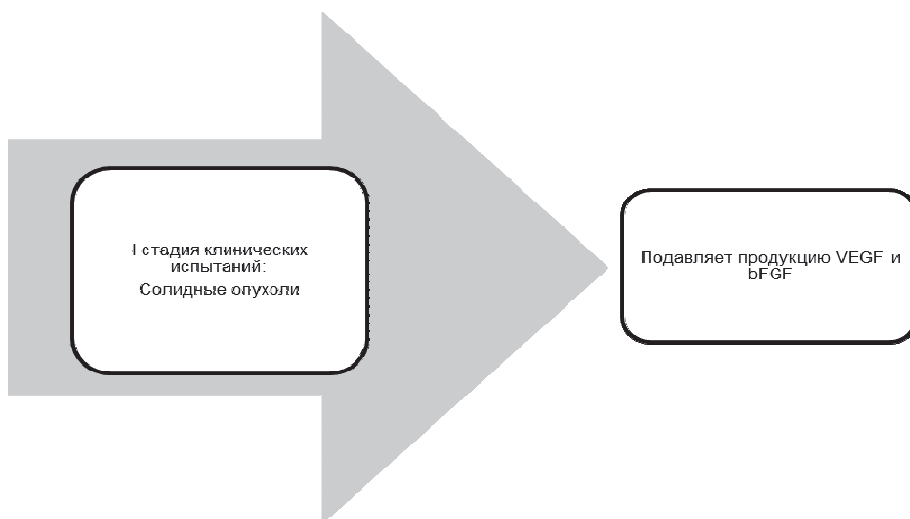 I стадия клинических
испытаний:
Солидные опухоли
Подавляет продукцию VEGF и
bFGF